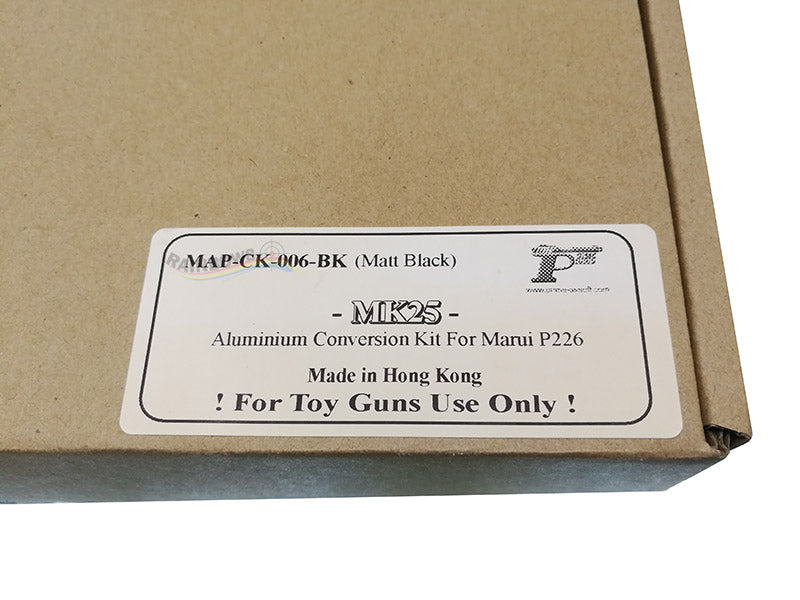 MAP-CK-006-BK (Matt Black)
- MK25 -
Aluminium Conversion Kit For Marui P226
Made in Hong Kong
! For Toy Guns Use Only !